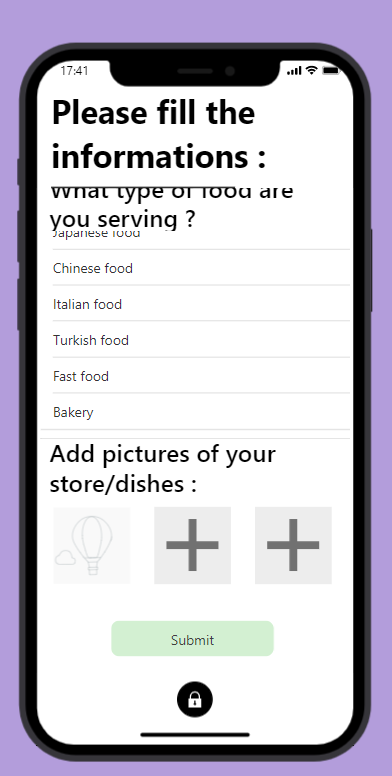 17:41
Please fill the
informations :
What type of food are
you serving ?
Japanese food
Chinese food
Italian food
Turkish food
Fast food
Bakery
Add pictures of your
store/dishes :
Submit